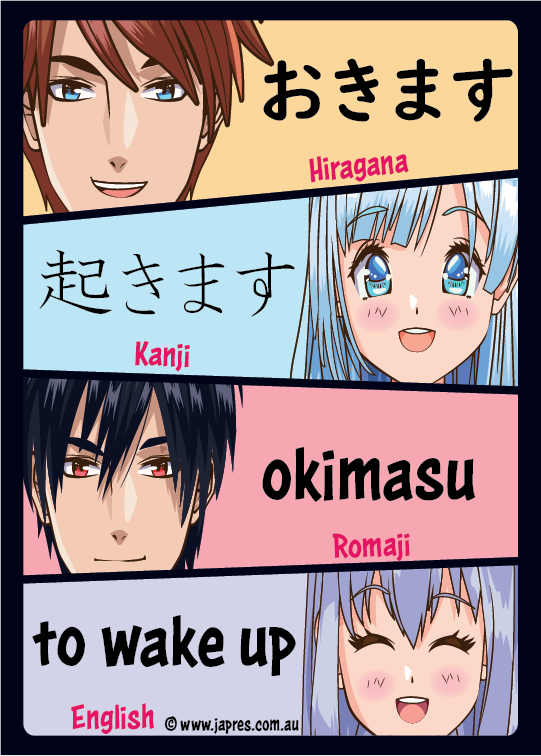 おきます
Hiragana
起きます
Kanji
okimasu
Romaji
to wake up
English
© www.japres.com.au